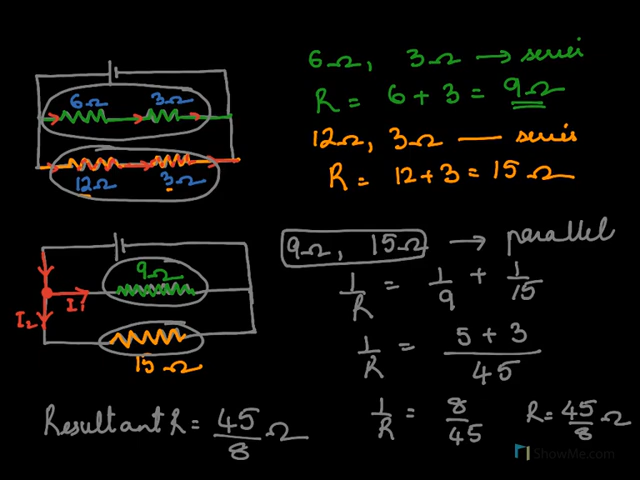 6Ω 3Ω
12Ω 3Ω
6Ω, 3Ω → series
R = 6 + 3 = 9Ω
12Ω, 3Ω — series
R = 12 + 3 = 15 Ω
9Ω
I1
I2
15 Ω
9Ω, 15Ω → parallel
1/R = 1/9 + 1/15
1/R = 5 + 3 / 45
1/R = 8/45 R = 45/8 Ω
Resultant R = 45/8 Ω
ShowMe.com